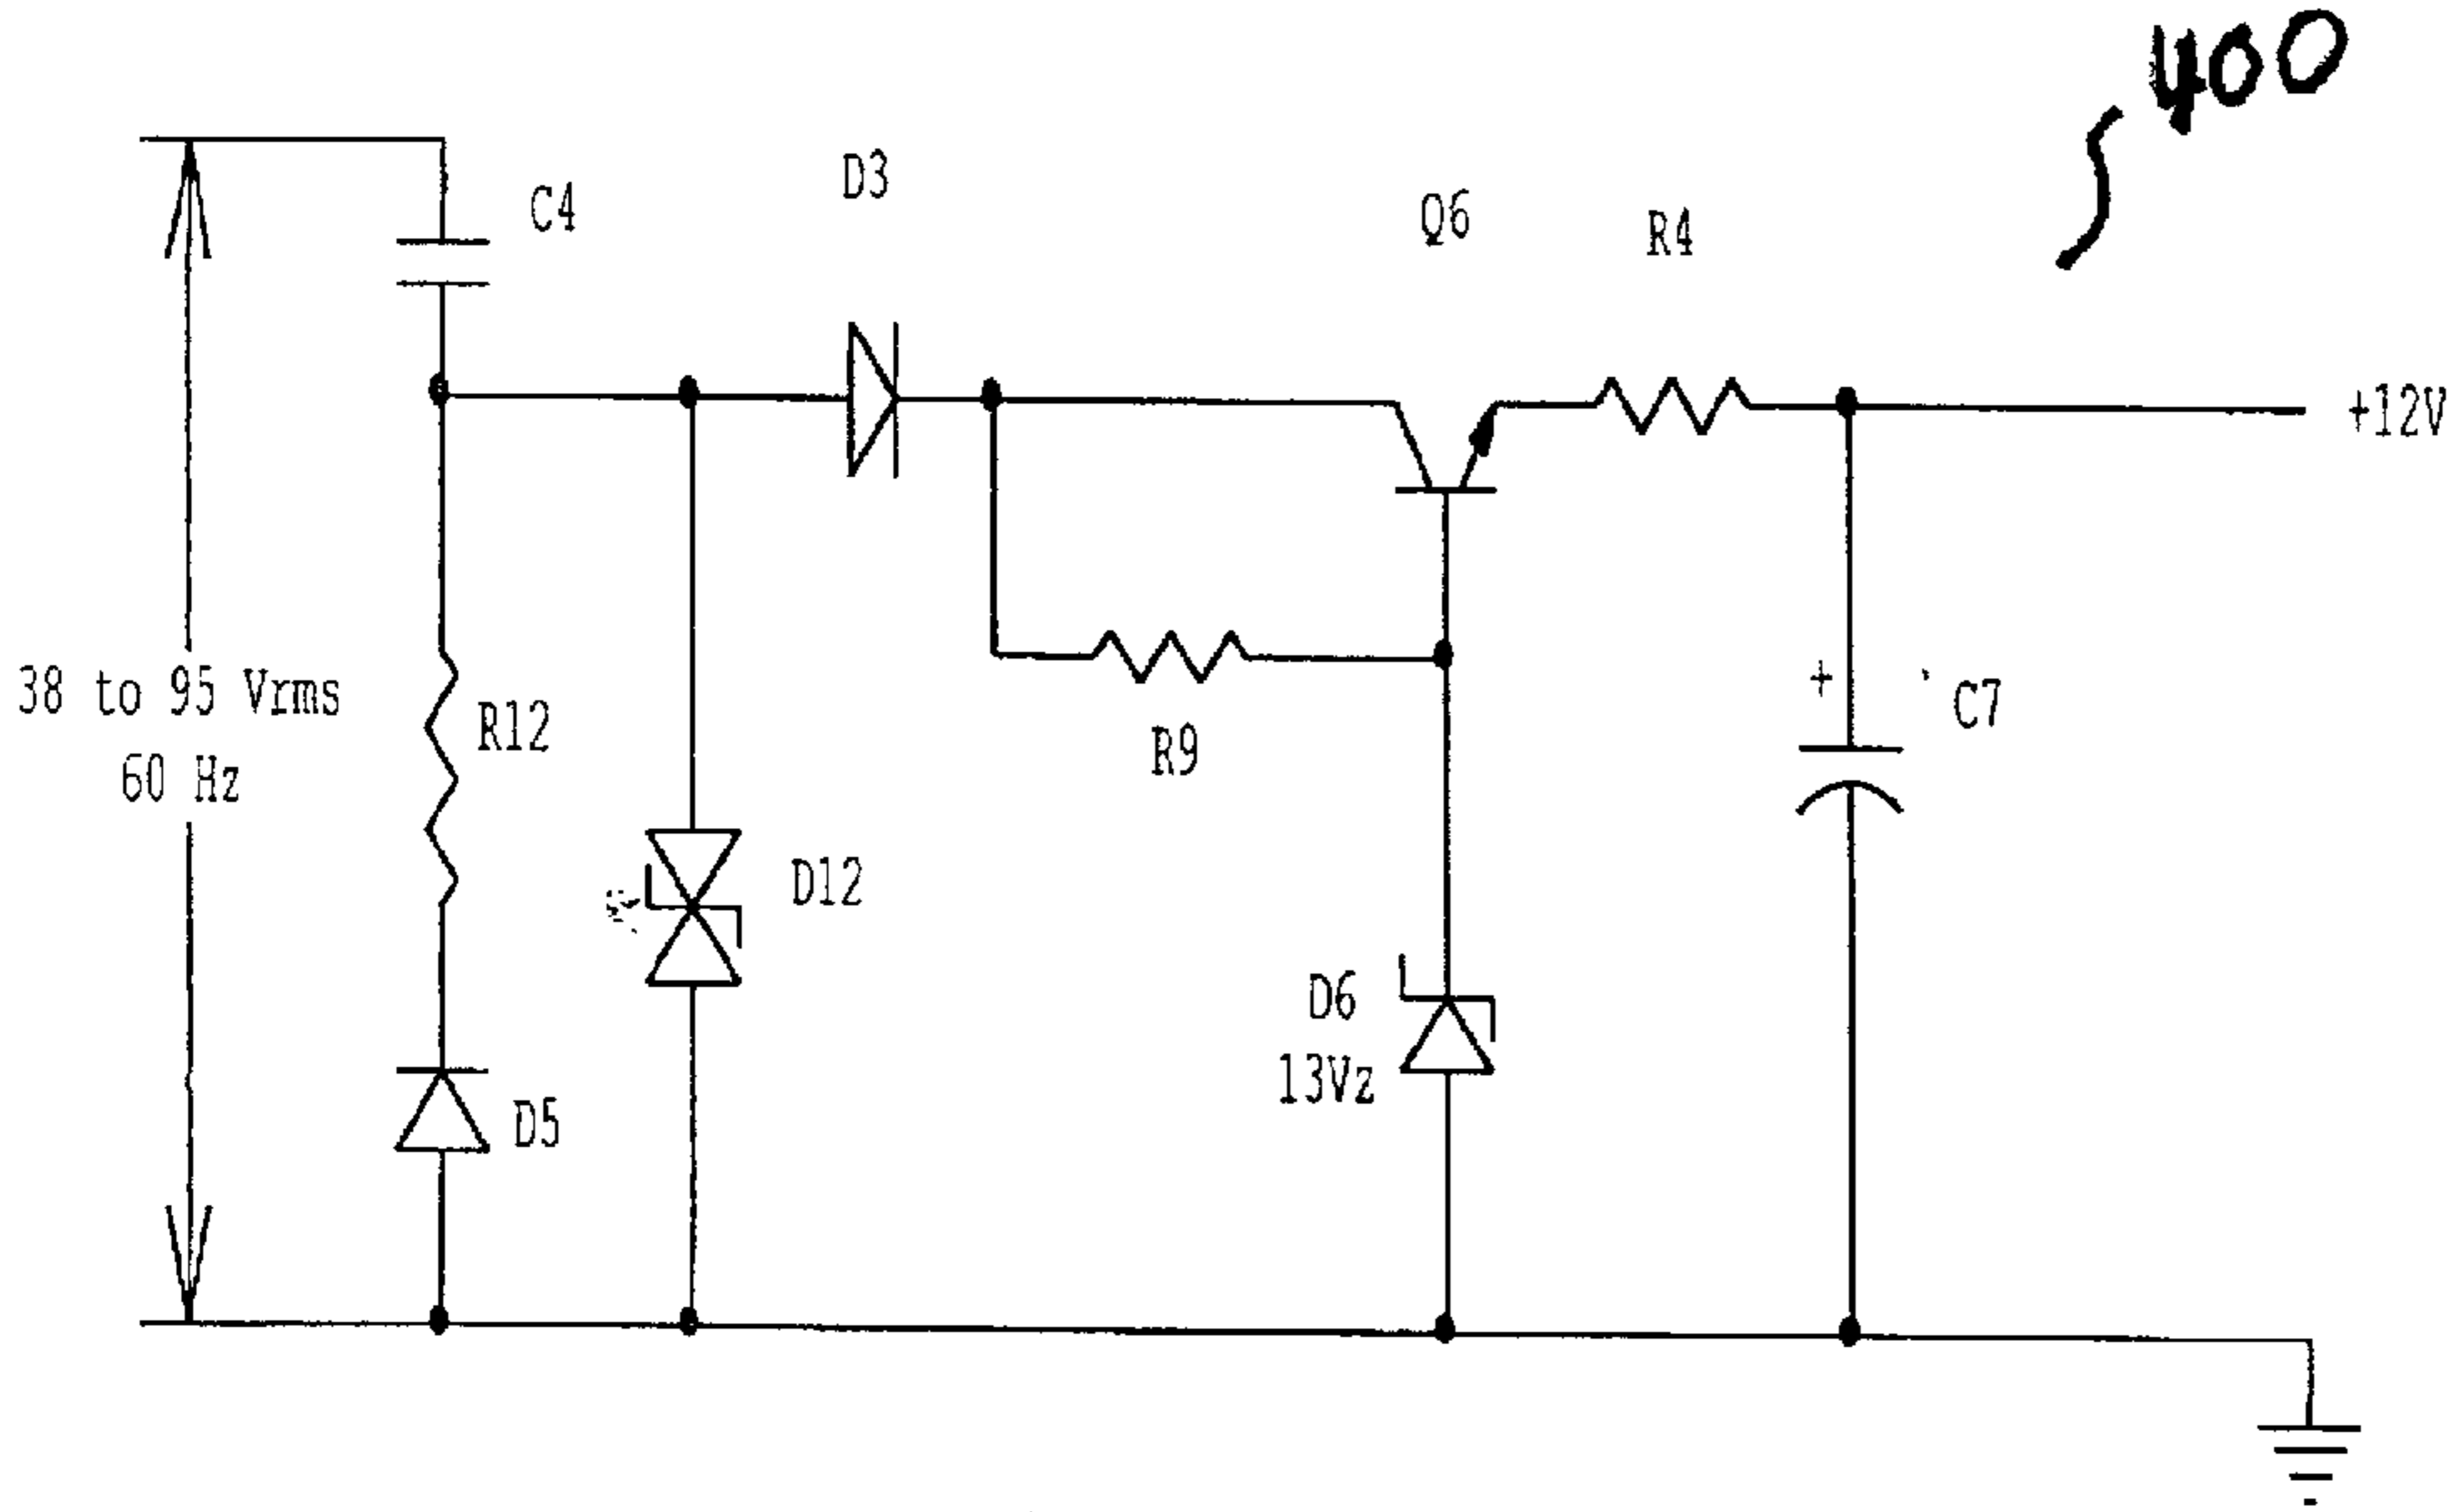 400
D3
C4
Q6
R4
+12V
38 to 95 Vrms
60 Hz
R12
R9
+
C7
D12
D6
13Vz
D5